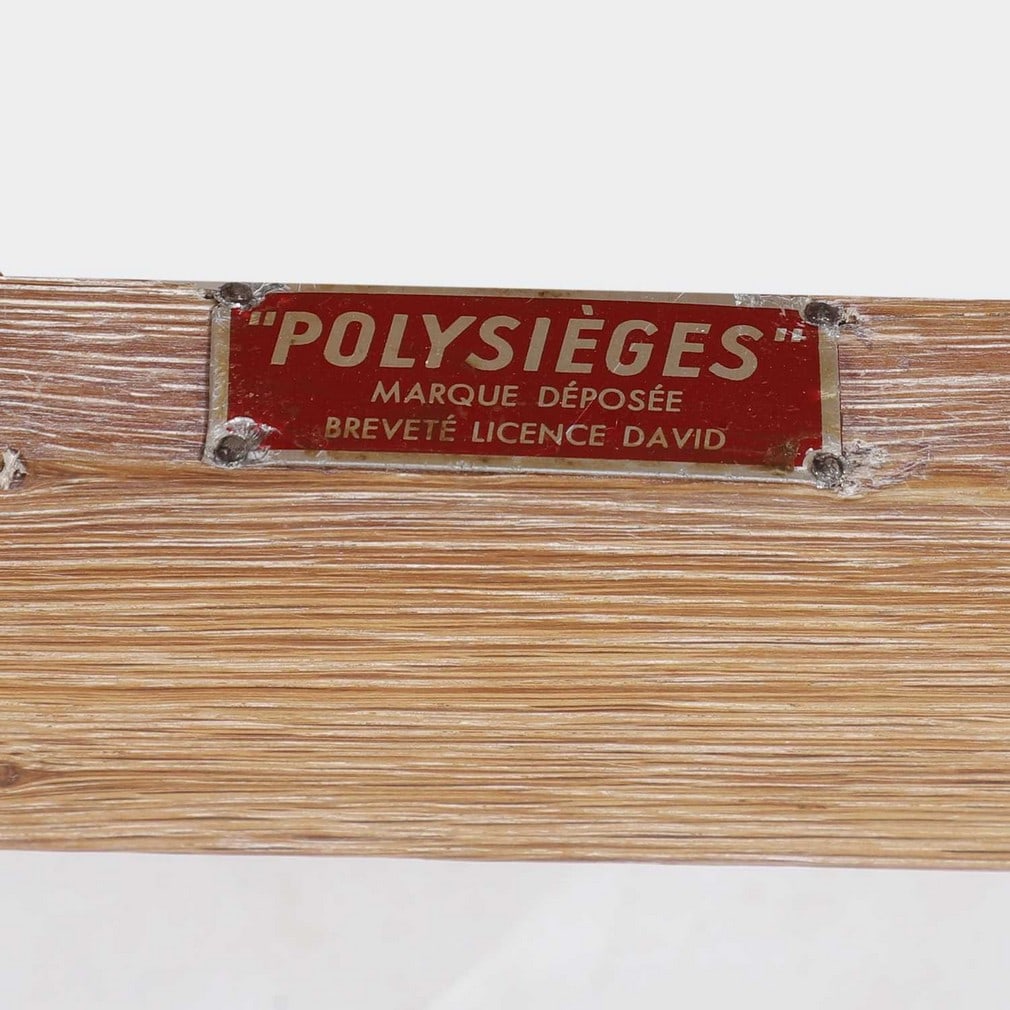 "POLYSIÈGES"
MARQUE DÉPOSÉE
BREVETÉ LICENCE DAVID